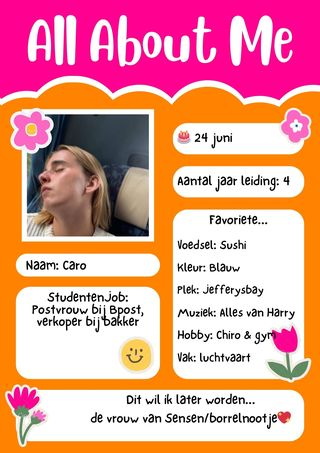 All About Me
24 juni
Aantal jaar leiding: 4
Naam: Caro
Studentenjob:
Postvrouw bij Bpost,
verkoper bij bakker
Favoriete...
Voedsel: Sushi
Kleur: Blauw
Plek: Jefferysbay
Muziek: Alles van Harry
Hobby: Chiro & gym
Vak: luchtvaart
Dit wil ik later worden...
de vrouw van Sensen/borrelnootje